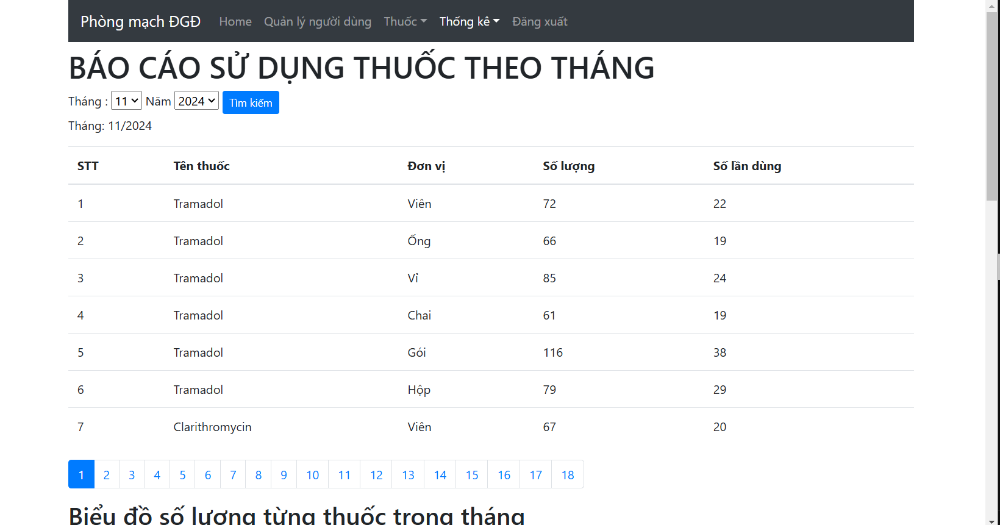 Phòng mạch ĐGĐ Home Quản lý người dùng Thuốc Thống kê Đăng xuất
BÁO CÁO SỬ DỤNG THUỐC THEO THÁNG
Tháng : 11 Năm 2024 Tìm kiếm
Tháng: 11/2024
STT Tên thuốc Đơn vị Số lượng Số lần dùng
1 Tramadol Viên 72 22
2 Tramadol Ống 66 19
3 Tramadol Vỉ 85 24
4 Tramadol Chai 61 19
5 Tramadol Gói 116 38
6 Tramadol Hộp 79 29
7 Clarithromycin Viên 67 20
1 2 3 4 5 6 7 8 9 10 11 12 13 14 15 16 17 18
Biểu đồ số lượng từng thuốc trong tháng